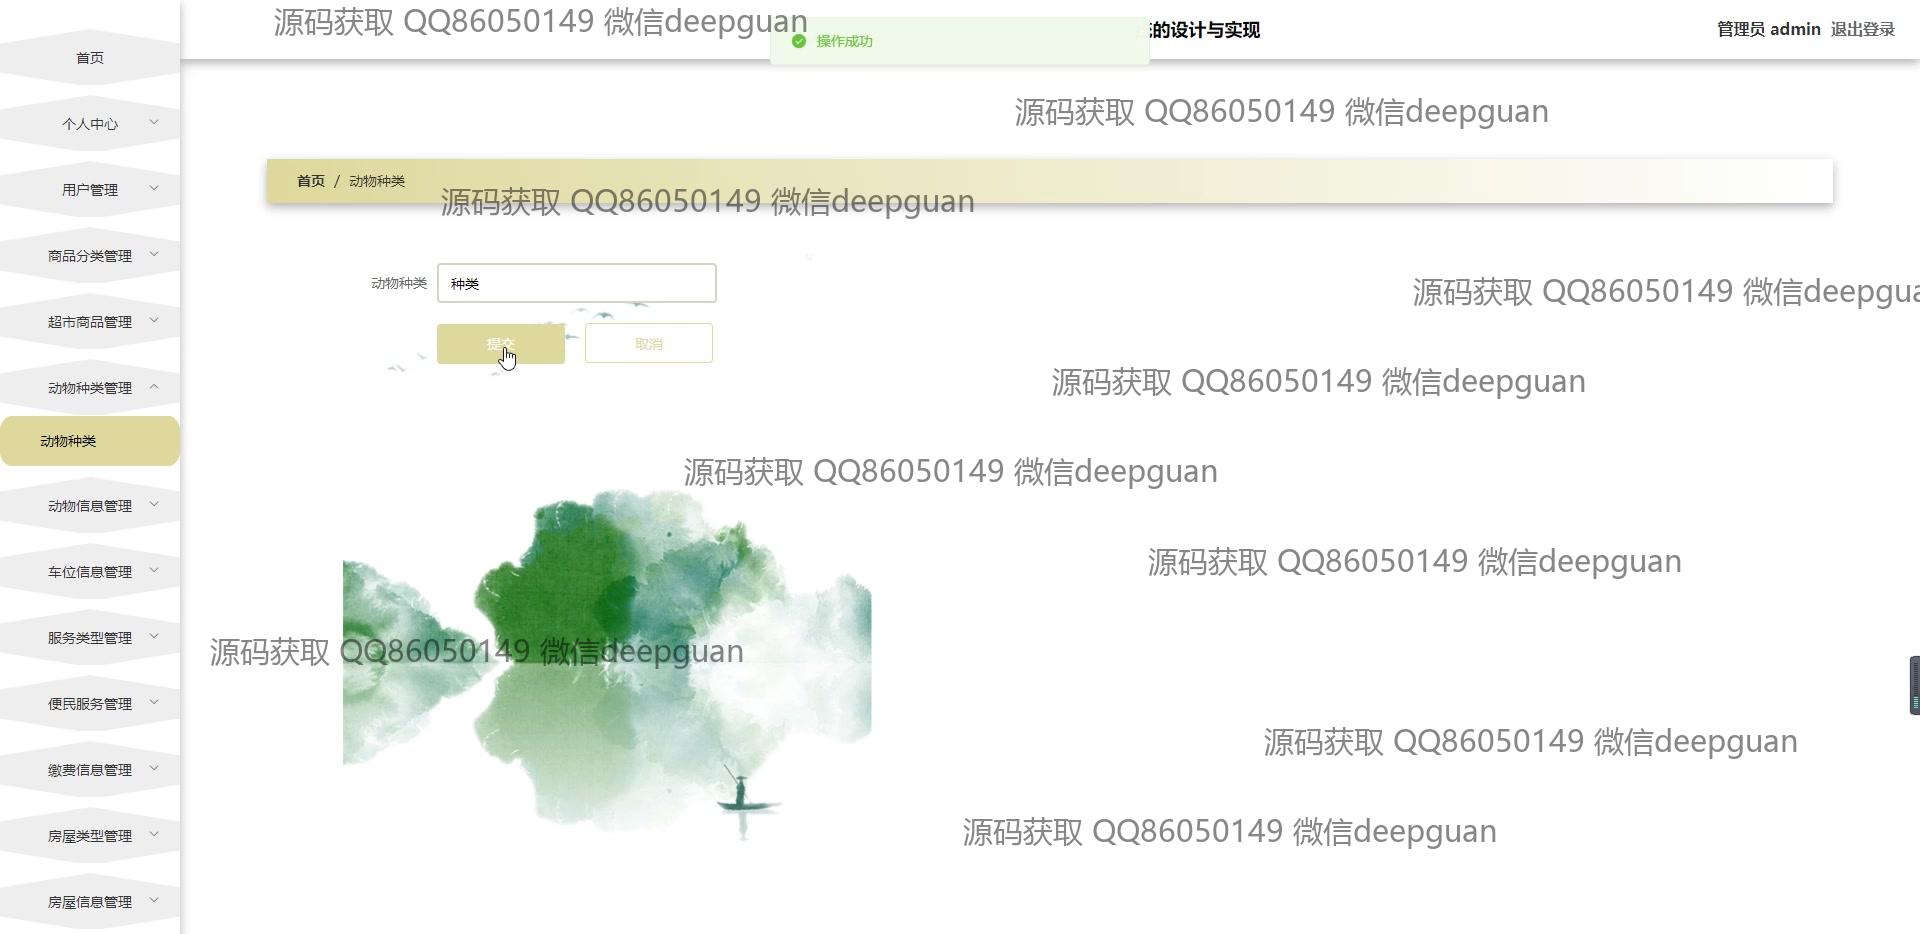 源码获取 QQ86050149 微信deepguan
操作成功
的设计与实现
管理员 admin 退出登录
首页
个人中心
用户管理
商品分类管理
超市商品管理
动物种类管理
动物种类
动物信息管理
车位信息管理
服务类型管理
便民服务管理
缴费信息管理
房屋类型管理
房屋信息管理
源码获取 QQ86050149 微信deepguan
首页 / 动物种类
源码获取 QQ86050149 微信deepguan
动物种类 种类
源码获取 QQ86050149 微信deepgua
提交 取消
源码获取 QQ86050149 微信deepguan
源码获取 QQ86050149 微信deepguan
源码获取 QQ86050149 微信deepguan
源码获取 QQ86050149 微信deepguan
源码获取 QQ86050149 微信deepguan
源码获取 QQ86050149 微信deepguan